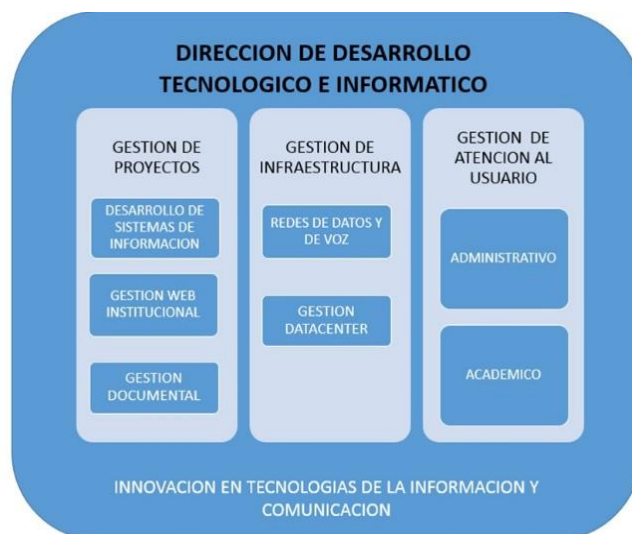 DIRECCION DE DESARROLLO
TECNOLOGICO E INFORMATICO
GESTION DE
PROYECTOS
DESARROLLO DE
SISTEMAS DE
INFORMACION
GESTION WEB
INSTITUCIONAL
GESTION
DOCUMENTAL
GESTION DE
INFRAESTRUCTURA
REDES DE DATOS Y
DE VOZ
GESTION
DATACENTER
GESTION DE
ATENCION AL
USUARIO
ADMINISTRATIVO
ACADEMICO
INNOVACION EN TECNOLOGIAS DE LA INFORMACION Y
COMUNICACION